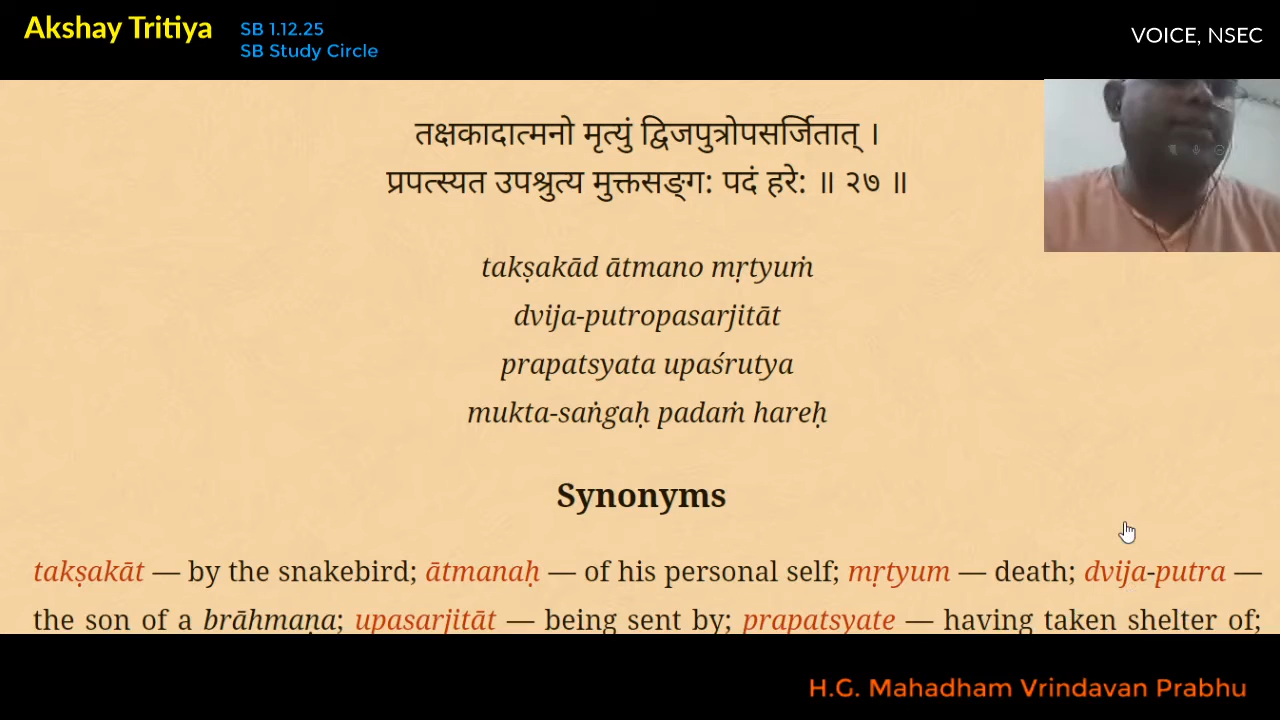 Akshay Tritiya
SB 1.12.25
SB Study Circle
VOICE, NSEC
तक्षकादात्मनो मृत्युं द्विजपुत्रोपसर्जितात् ।
प्रपत्स्यत उपश्रुत्य मुक्तसङ्ग: पदं हरे: ॥ २७ ॥
takṣakād ātmano mṛtyuṁ
dvija-putropasarjitāt
prapatsyata upaśrutya
mukta-saṅgaḥ padaṁ hareḥ
Synonyms
takṣakāt — by the snakebird; ātmanaḥ — of his personal self; mṛtyum — death; dvija-putra —
the son of a brāhmaṇa; upasarjitāt — being sent by; prapatsyate — having taken shelter of;
H.G. Mahadham Vrindavan Prabhu